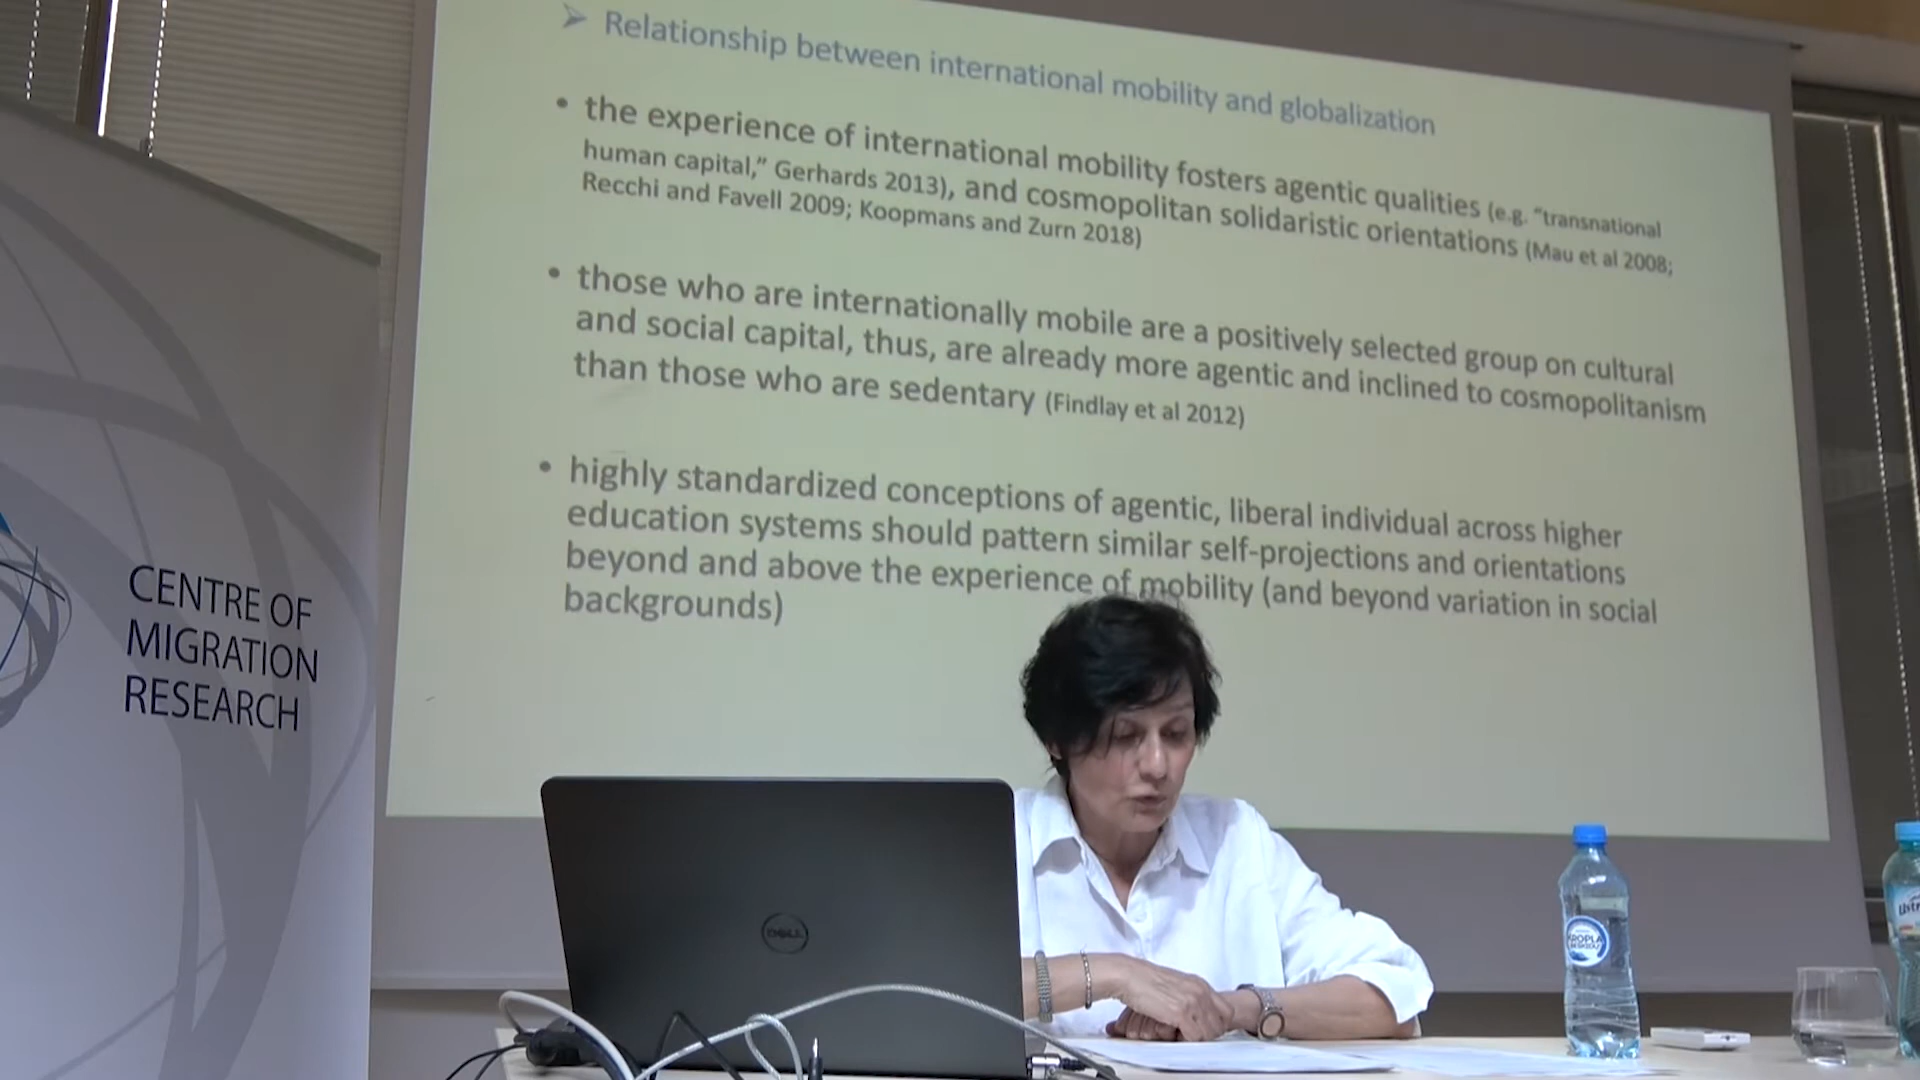 Relationship between international mobility and globalization
the experience of international mobility fosters agentic qualities (e.g. “transnational
human capital,” Gerhards 2013), and cosmopolitan solidaristic orientations (Mau et al 2008;
Recchi and Favell 2009; Koopmans and Zurn 2018)
those who are internationally mobile are a positively selected group on cultural
and social capital, thus, are already more agentic and inclined to cosmopolitanism
than those who are sedentary (Findlay et al 2012)
highly standardized conceptions of agentic, liberal individual across higher
education systems should pattern similar self-projections and orientations
beyond and above the experience of mobility (and beyond variation in social
backgrounds)
CENTRE OF
MIGRATION
RESEARCH
DELL
KROPLA